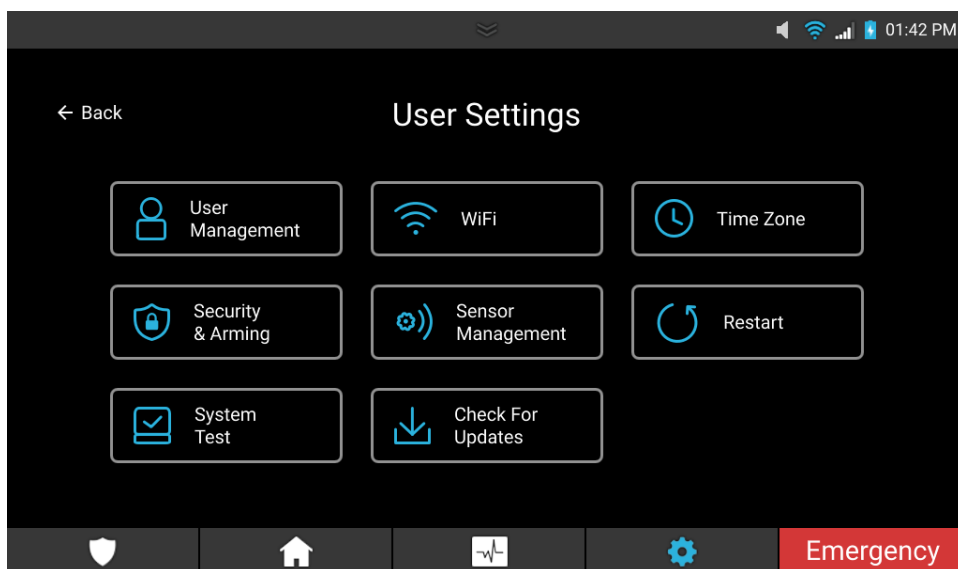 01:42 PM
← Back
User Settings
User
Management
WiFi
Time Zone
Security
& Arming
Sensor
Management
Restart
System
Test
Check For
Updates
Emergency